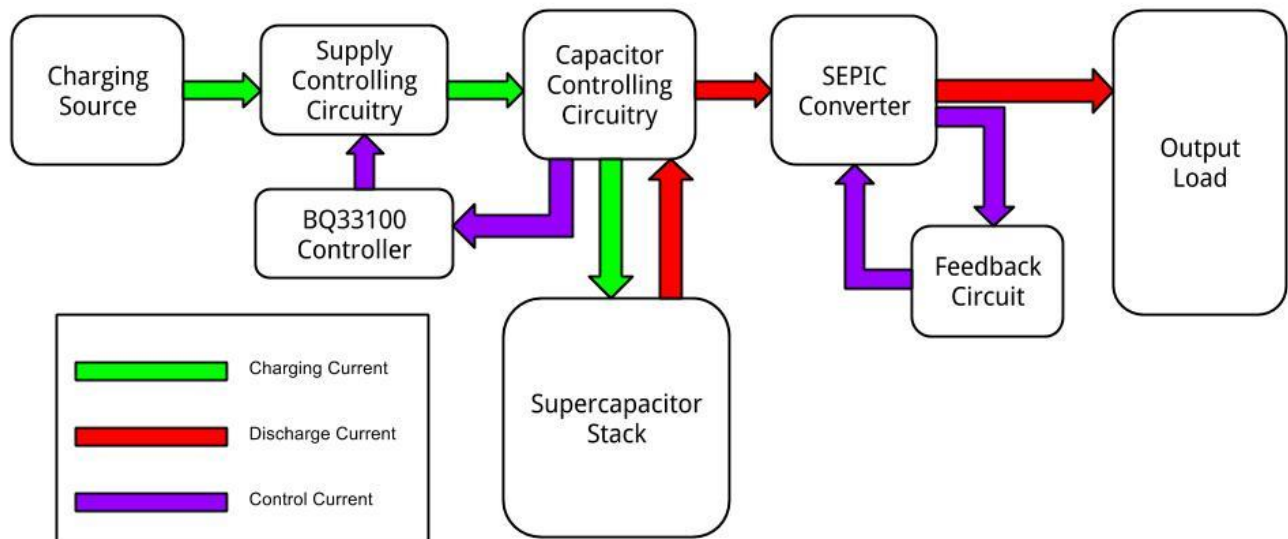 Charging
Source
Supply
Controlling
Circuitry
Capacitor
Controlling
Circuitry
SEPIC
Converter
Output
Load
BQ33100
Controller
Feedback
Circuit
Supercapacitor
Stack
Charging Current
Discharge Current
Control Current